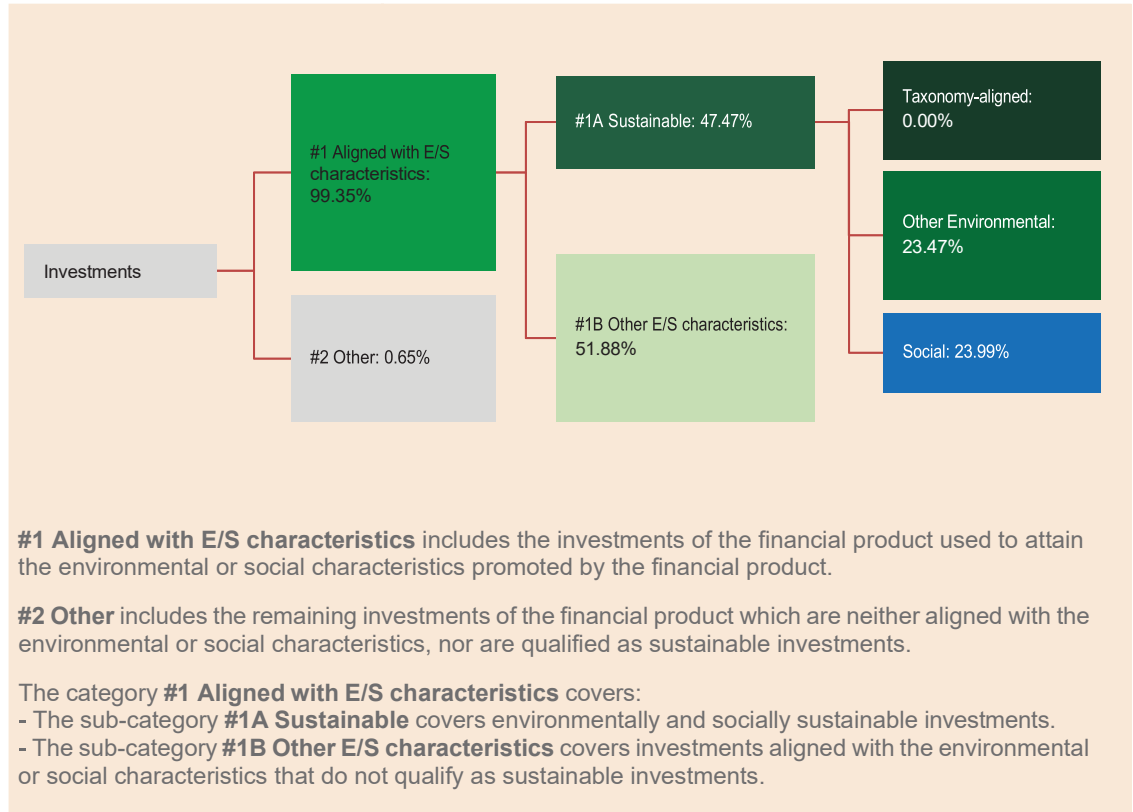 Investments
#1 Aligned with E/S
characteristics:
99.35%
#2 Other: 0.65%
#1A Sustainable: 47.47%
#1B Other E/S characteristics:
51.88%
Taxonomy-aligned:
0.00%
Other Environmental:
23.47%
Social: 23.99%
#1 Aligned with E/S characteristics includes the investments of the financial product used to attain
the environmental or social characteristics promoted by the financial product.
#2 Other includes the remaining investments of the financial product which are neither aligned with the
environmental or social characteristics, nor are qualified as sustainable investments.
The category #1 Aligned with E/S characteristics covers:
- The sub-category #1A Sustainable covers environmentally and socially sustainable investments.
- The sub-category #1B Other E/S characteristics covers investments aligned with the environmental
or social characteristics that do not qualify as sustainable investments.